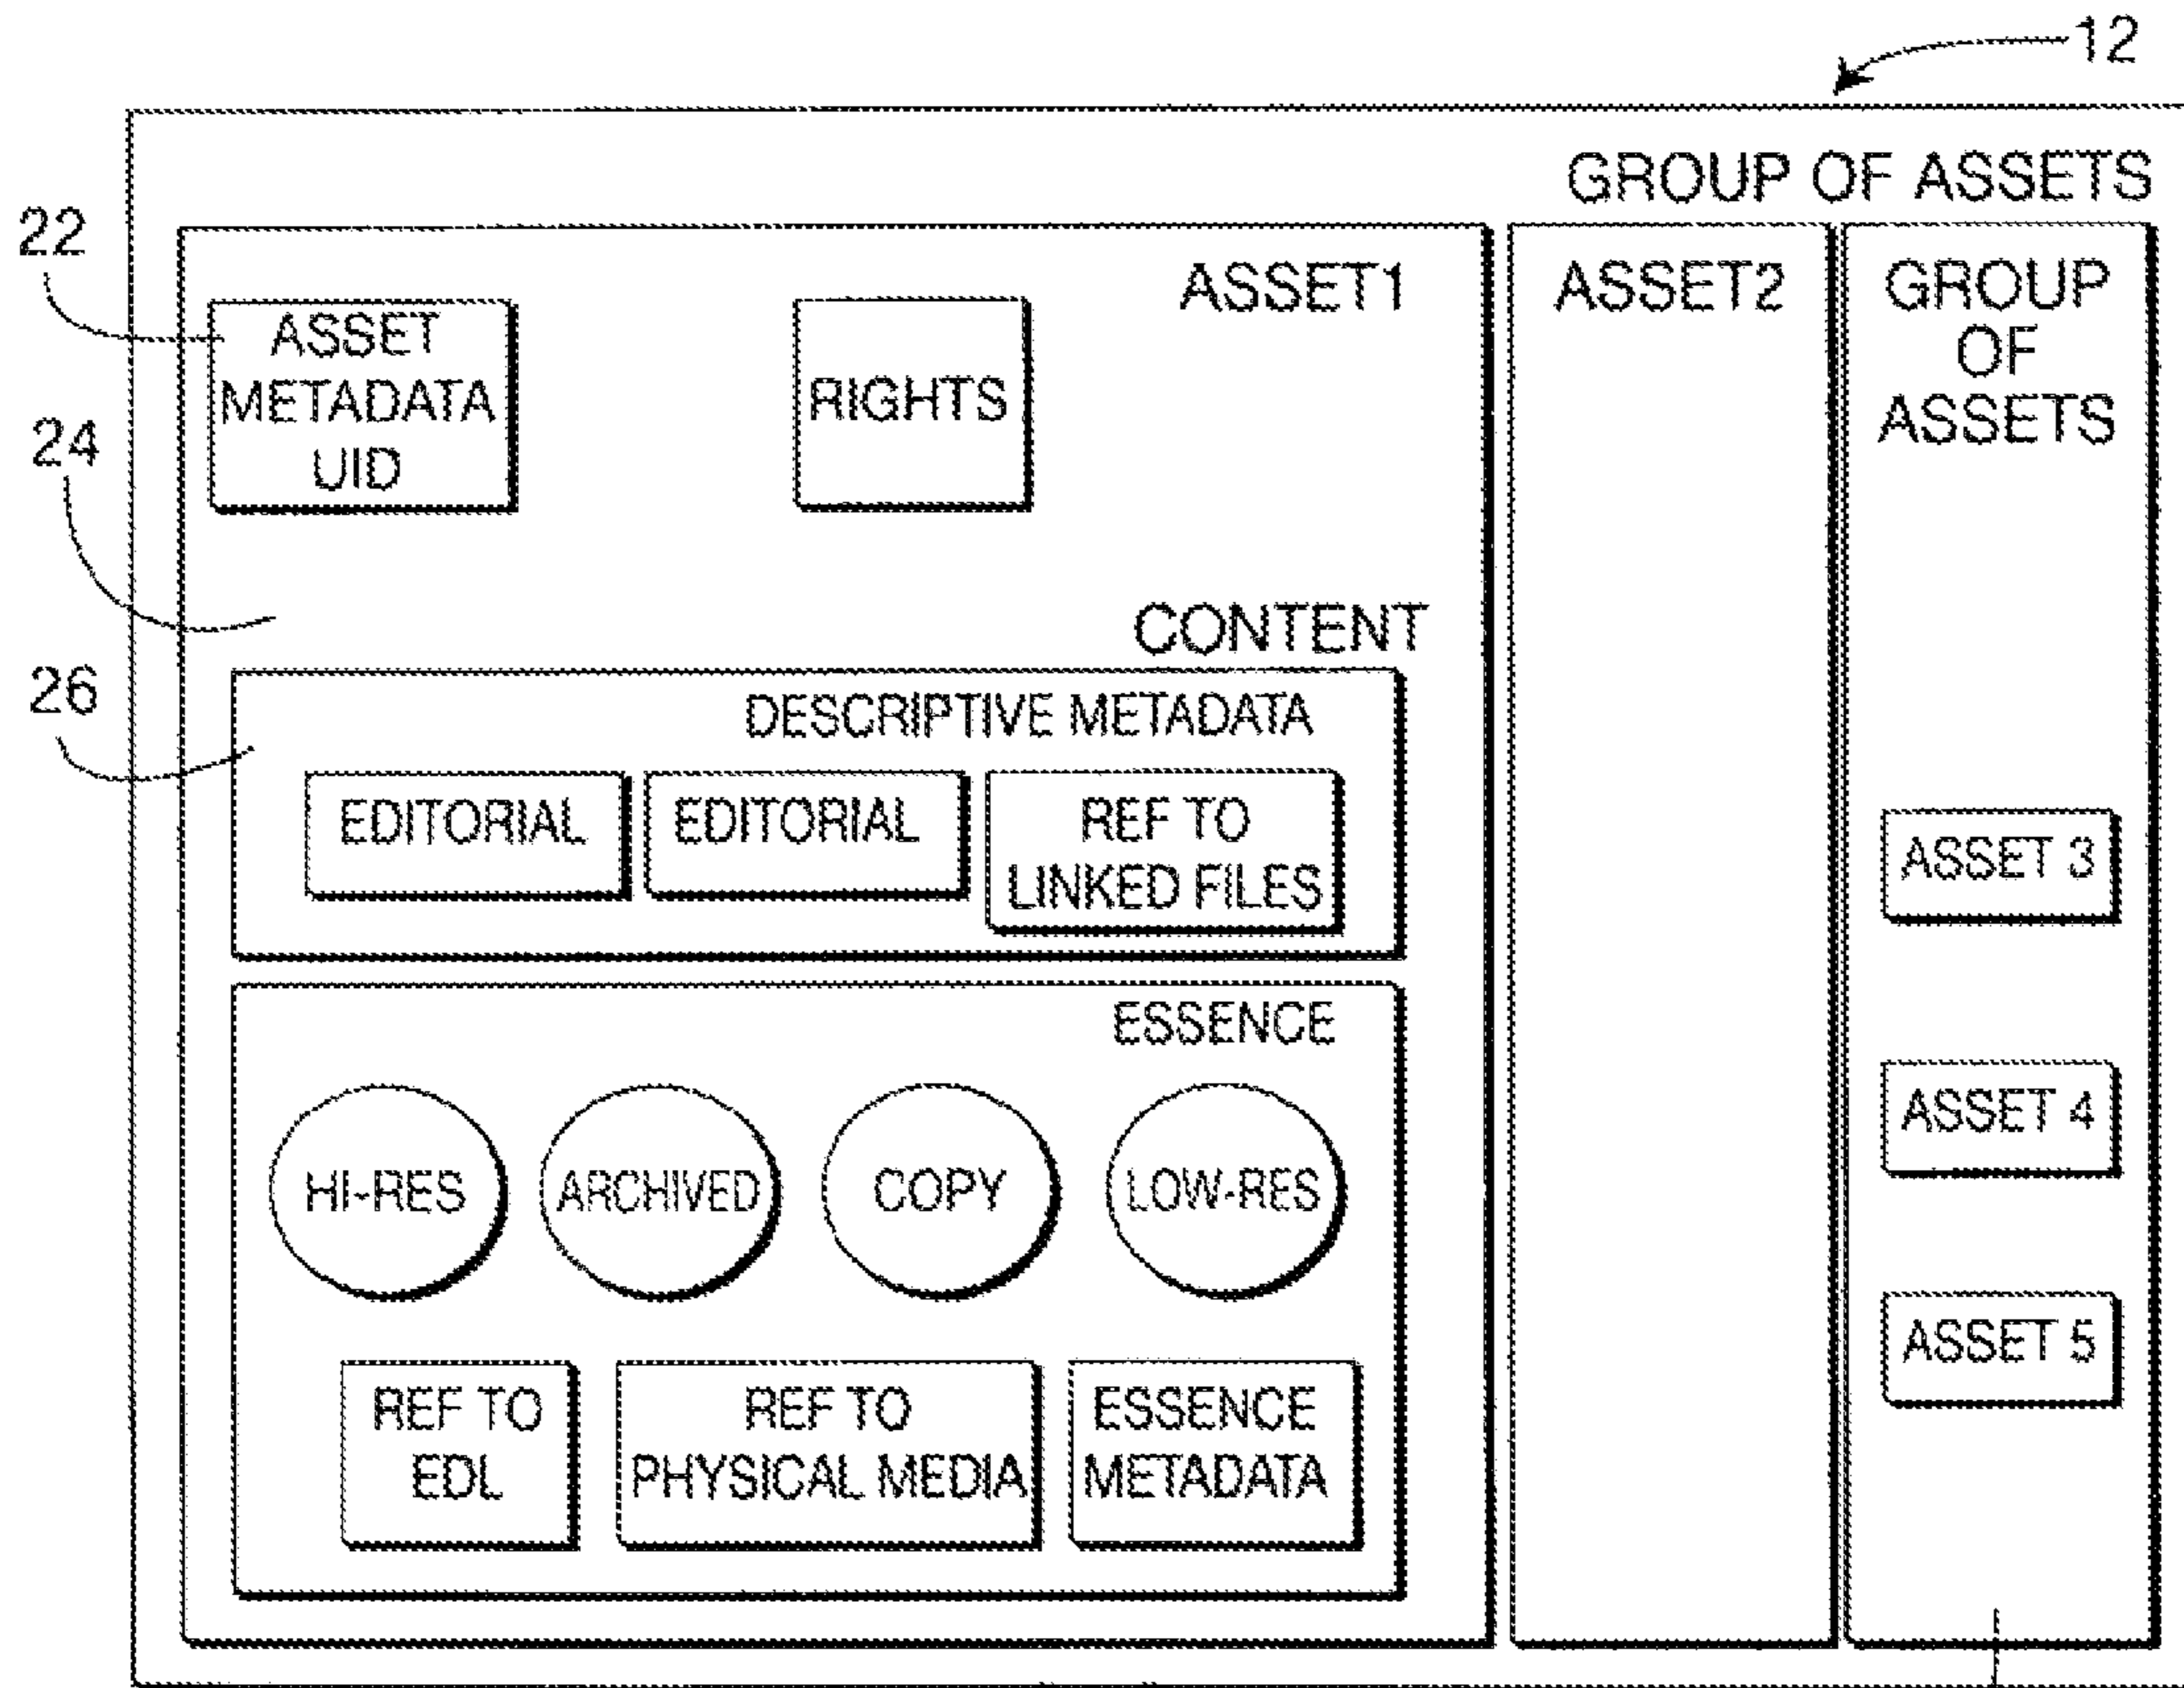 12
GROUP OF ASSETS
22
ASSET1
ASSET
METADATA
UID
RIGHTS
24
CONTENT
26
DESCRIPTIVE METADATA
EDITORIAL
EDITORIAL
REF TO
LINKED FILES
ESSENCE
HI-RES
ARCHIVED
COPY
LOW-RES
REF TO
EDL
REF TO
PHYSICAL MEDIA
ESSENCE
METADATA
ASSET2
GROUP
OF
ASSETS
ASSET 3
ASSET 4
ASSET 5